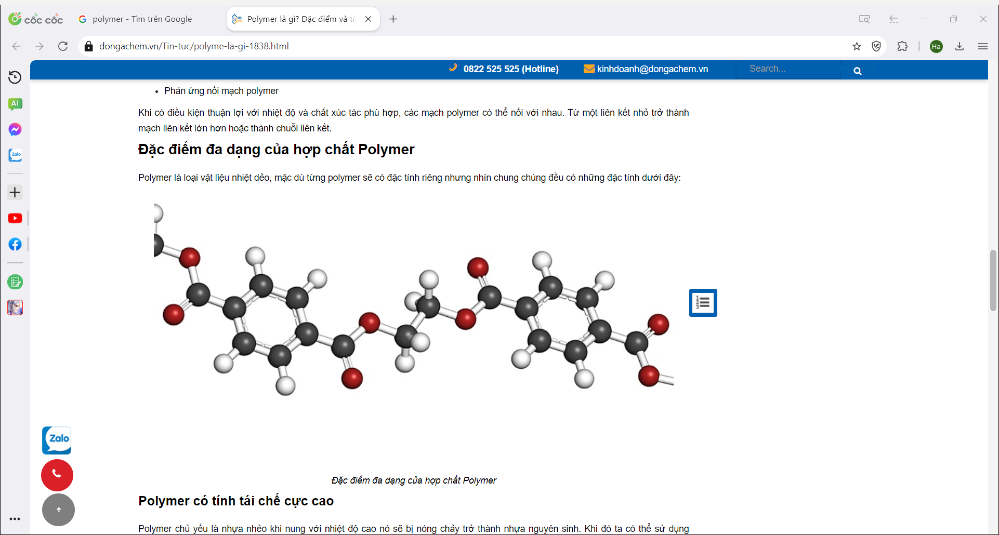 cốc cốc
polymer - Tìm trên Google
Polymer là gì? Đặc điểm và tí
dongachem.vn/Tin-tuc/polyme-la-gi-1838.html
Ha
0822 525 525 (Hotline)
kinhdoanh@dongachem.vn
Search...
AI
Zalo
Phản ứng nối mạch polymer
Khi có điều kiện thuận lợi với nhiệt độ và chất xúc tác phù hợp, các mạch polymer có thể nối với nhau. Từ một liên kết nhỏ trở thành
mạch liên kết lớn hơn hoặc thành chuỗi liên kết.
Đặc điểm đa dạng của hợp chất Polymer
Polymer là loại vật liệu nhiệt dẻo, mặc dù từng polymer sẽ có đặc tính riêng nhưng nhìn chung chúng đều có những đặc tính dưới đây:
Zalo
Đặc điểm đa dạng của hợp chất Polymer
Polymer có tính tái chế cực cao
Polymer chủ yếu là nhựa nhẻo khi nung với nhiệt độ cao nó sẽ bị nóng chảy trở thành nhựa nguyên sinh. Khi đó ta có thể sử dụng